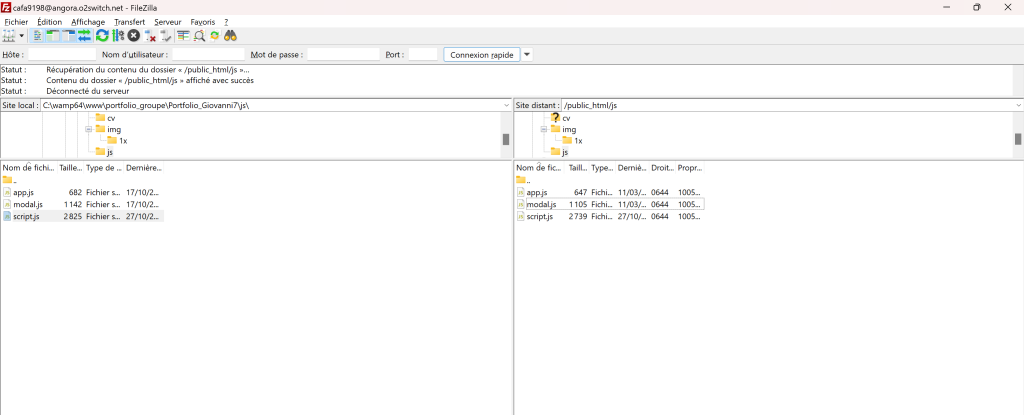 cafa9198@angora.o2switch.net - FileZilla
Fichier Édition Affichage Transfert Serveur Favoris ?
Hôte : Nom d'utilisateur : Mot de passe : Port : Connexion rapide
Statut : Récupération du contenu du dossier « /public_html/js »...
Statut : Contenu du dossier « /public_html/js » affiché avec succès
Statut : Déconnecté du serveur
Site local : C:\wamp64\www\portfolio_groupe\Portfolio_Giovanni7\js\
cv
img
1x
js
Nom de fichi... Taille... Type de ... Dernière...
..
app.js 682 Fichier s... 17/10/2...
modal.js 1 142 Fichier s... 17/10/2...
script.js 2 825 Fichier s... 27/10/2...
Site distant : /public_html/js
cv
img
1x
js
Nom de fic... Taill... Type... Derniè... Droit... Propr...
..
app.js 647 Fichi... 11/03/... 0644 1005...
modal.js 1 105 Fichi... 11/03/... 0644 1005...
script.js 2 739 Fichi... 27/10/... 0644 1005...